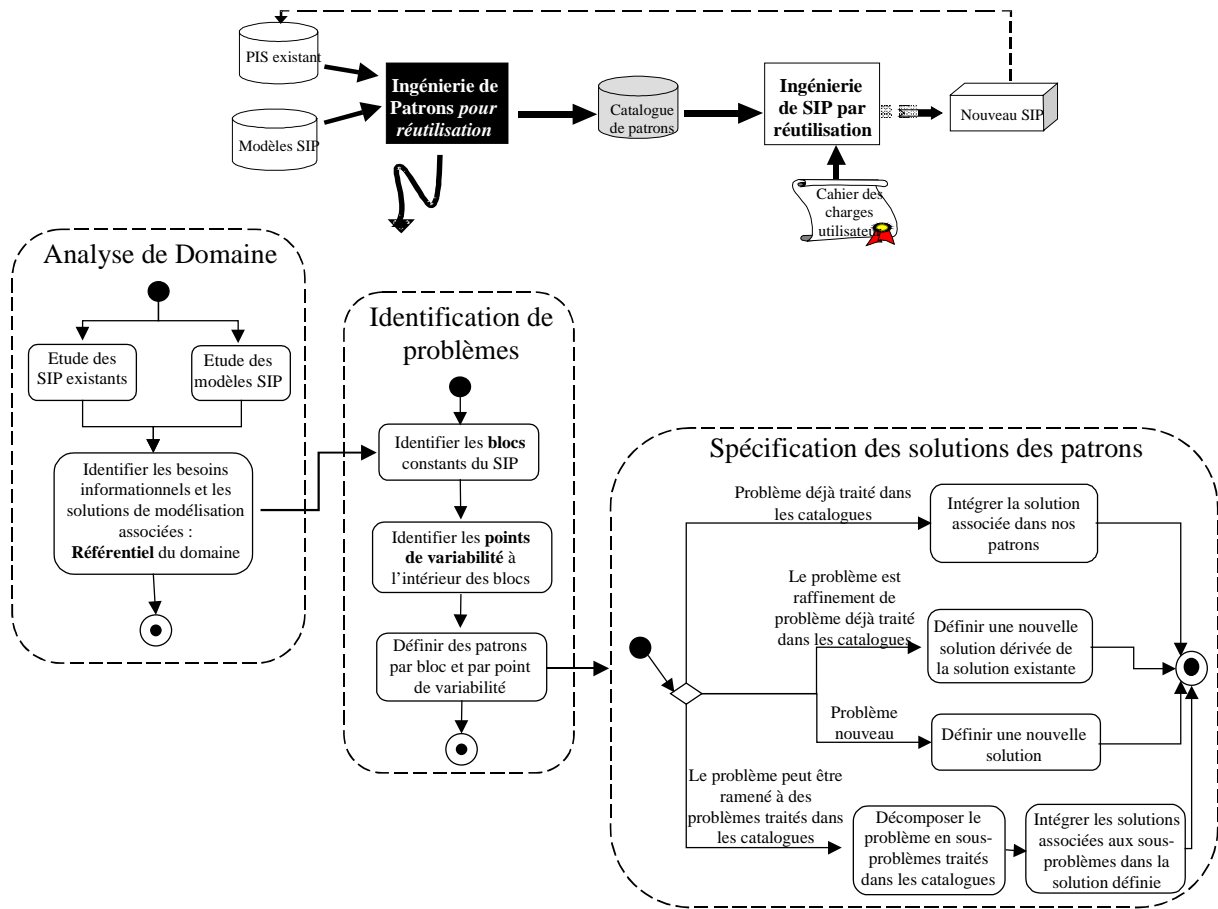 PIS existant
Modèles SIP
Ingénierie de
Patrons pour
réutilisation
Catalogue
de patrons
Ingénierie
de SIP par
réutilisation
Nouveau SIP
Cahier des
charges
utilisateur
Analyse de Domaine
Etude des
SIP existants
Etude des
modèles SIP
Identifier les besoins
informationnels et les
solutions de modélisation
associées :
Référentiel du domaine
Identification de
problèmes
Identifier les blocs
constants du SIP
Identifier les points
de variabilité à
l'intérieur des blocs
Définir des patrons
par bloc et par point
de variabilité
Spécification des solutions des patrons
Problème déjà traité dans
les catalogues
Intégrer la solution
associée dans nos
patrons
Le problème est
raffinement de
problème déjà traité
dans les catalogues
Définir une nouvelle
solution dérivée de
la solution existante
Problème
nouveau
Définir une nouvelle
solution
Le problème peut être
ramené à des
problèmes traités dans
les catalogues
Décomposer le
problème en sous-
problèmes traités
dans les catalogues
Intégrer les solutions
associées aux sous-
problèmes dans la
solution définie